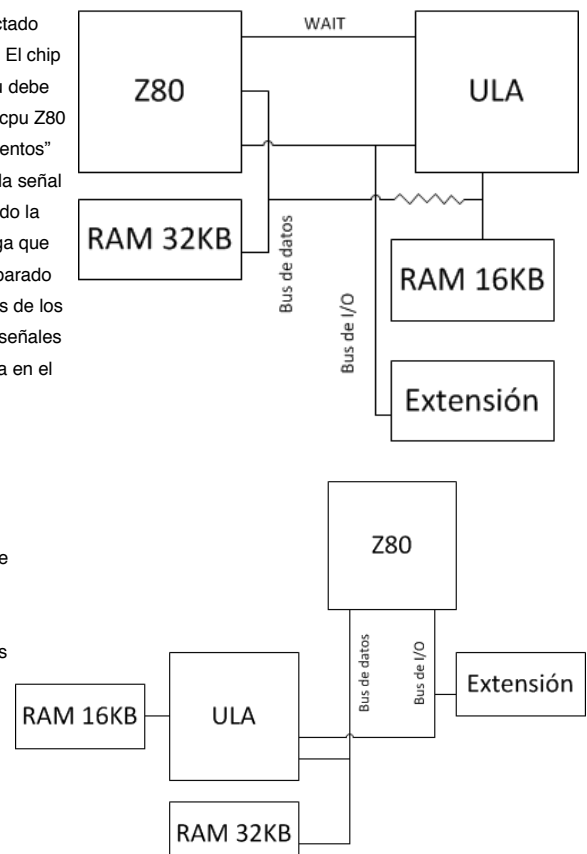 ctado
El chip
u debe
cpu Z80
entos"
la señal
do la
ga que
parado
s de los
señales
a en el
WAIT
Z80
ULA
RAM 32KB
RAM 16KB
Bus de datos
Bus de I/O
Extensión
e
s
Z80
Bus de datos
Bus de I/O
Extensión
RAM 16KB
ULA
RAM 32KB